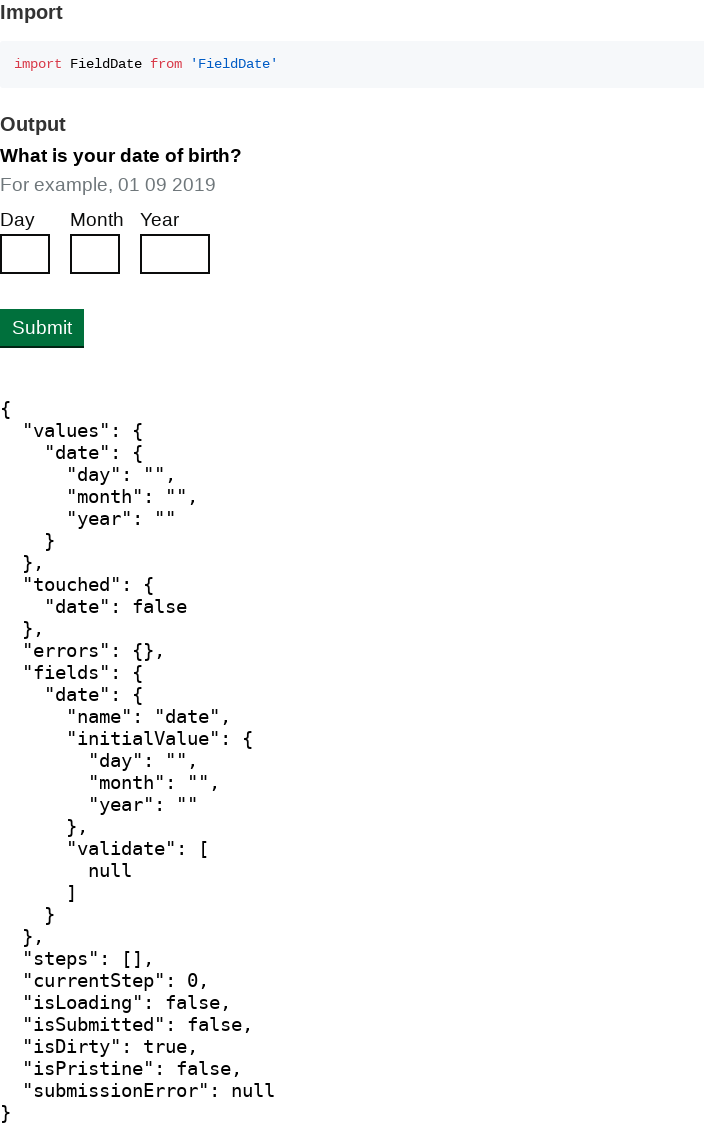 Import
import FieldDate from 'FieldDate'
Output
What is your date of birth?
For example, 01 09 2019
Day Month Year
Submit
{
  "values": {
    "date": {
      "day": "",
      "month": "",
      "year": ""
    }
  },
  "touched": {
    "date": false
  },
  "errors": {},
  "fields": {
    "date": {
      "name": "date",
      "initialValue": {
        "day": "",
        "month": "",
        "year": ""
      },
      "validate": [
        null
      ]
    }
  },
  "steps": [],
  "currentStep": 0,
  "isLoading": false,
  "isSubmitted": false,
  "isDirty": true,
  "isPristine": false,
  "submissionError": null
}